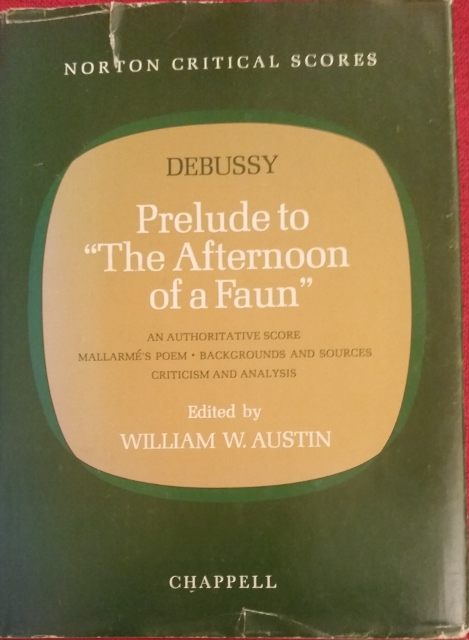 NORTON CRITICAL SCORES
DEBUSSY
Prelude to
“The Afternoon
of a Faun”
AN AUTHORITATIVE SCORE
MALLARMÉ'S POEM • BACKGROUNDS AND SOURCES
CRITICISM AND ANALYSIS
Edited by
WILLIAM W. AUSTIN
CHAPPELL